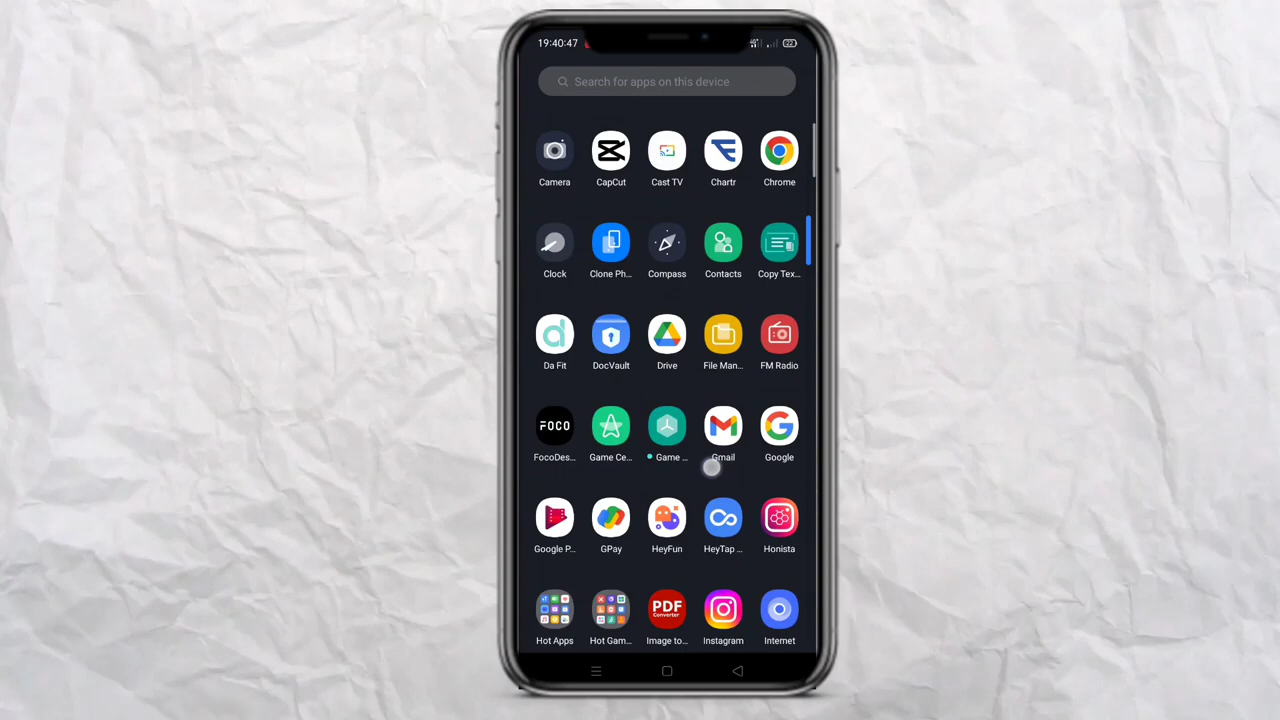 19:40:47 22
Search for apps on this device
Camera CapCut Cast TV Chartr Chrome
Clock Clone Ph... Compass Contacts Copy Tex...
Da Fit DocVault Drive File Man... FM Radio
FOCO
FocoDes... Game Ce... Game ... Gmail Google
Google P... GPay HeyFun HeyTap ... Honista
PDF
Converter
Hot Apps Hot Gam... Image to... Instagram Internet